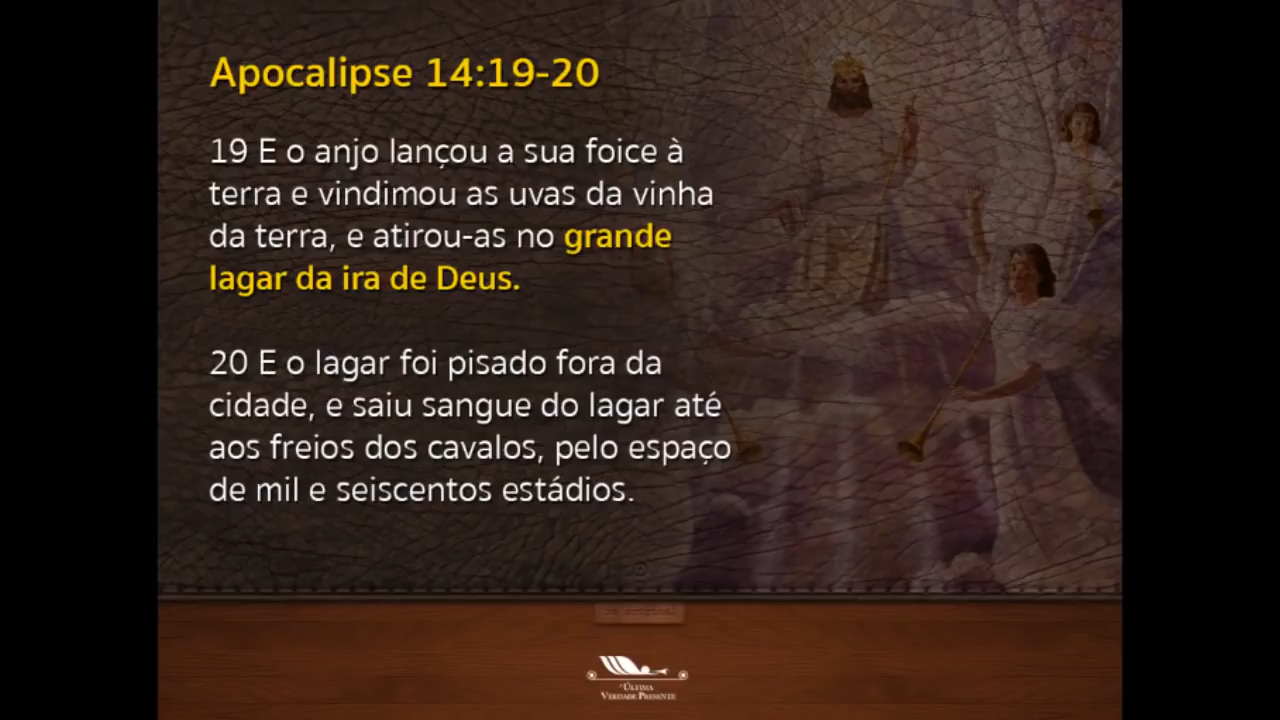 Apocalipse 14:19-20
19 E o anjo lançou a sua foice à
terra e vindimou as uvas da vinha
da terra, e atirou-as no grande
lagar da ira de Deus.
20 E o lagar foi pisado fora da
cidade, e saiu sangue do lagar até
aos freios dos cavalos, pelo espaço
de mil e seiscentos estádios.
ÚLTIMA
VERDADE PRESENTE